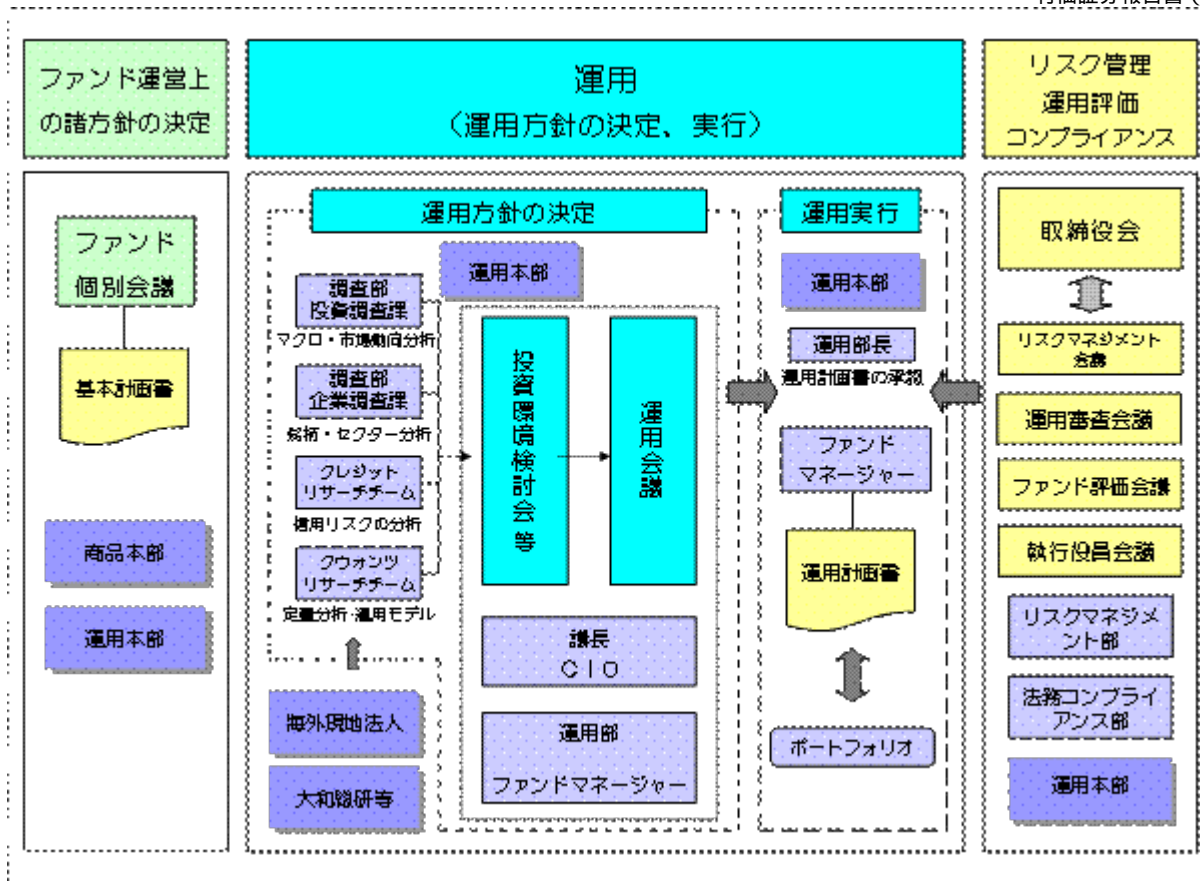 ファンド運営上
の諸方針の決定
運用
（運用方針の決定、実行）
リスク管理
運用評価
コンプライアンス
ファンド
個別会議
基本計画書
商品本部
運用本部
運用方針の決定
運用本部
調査部
投資調査課
マクロ・市場動向分析
調査部
企業調査課
銘柄・セクター分析
クレジット
リサーチチーム
信用リスクの分析
クウォンツ
リサーチチーム
定量分析・運用モデル
海外現地法人
大和総研等
投資環境検討会等
運用会議
議長
CIO
運用部
ファンドマネージャー
運用実行
運用本部
運用部長
運用計画書の承認
ファンド
マネージャー
運用計画書
ポートフォリオ
取締役会
リスクマネジメント
会議
運用審査会議
ファンド評価会議
執行役員会議
リスクマネジメ
ント部
法務コンプライ
アンス部
運用本部